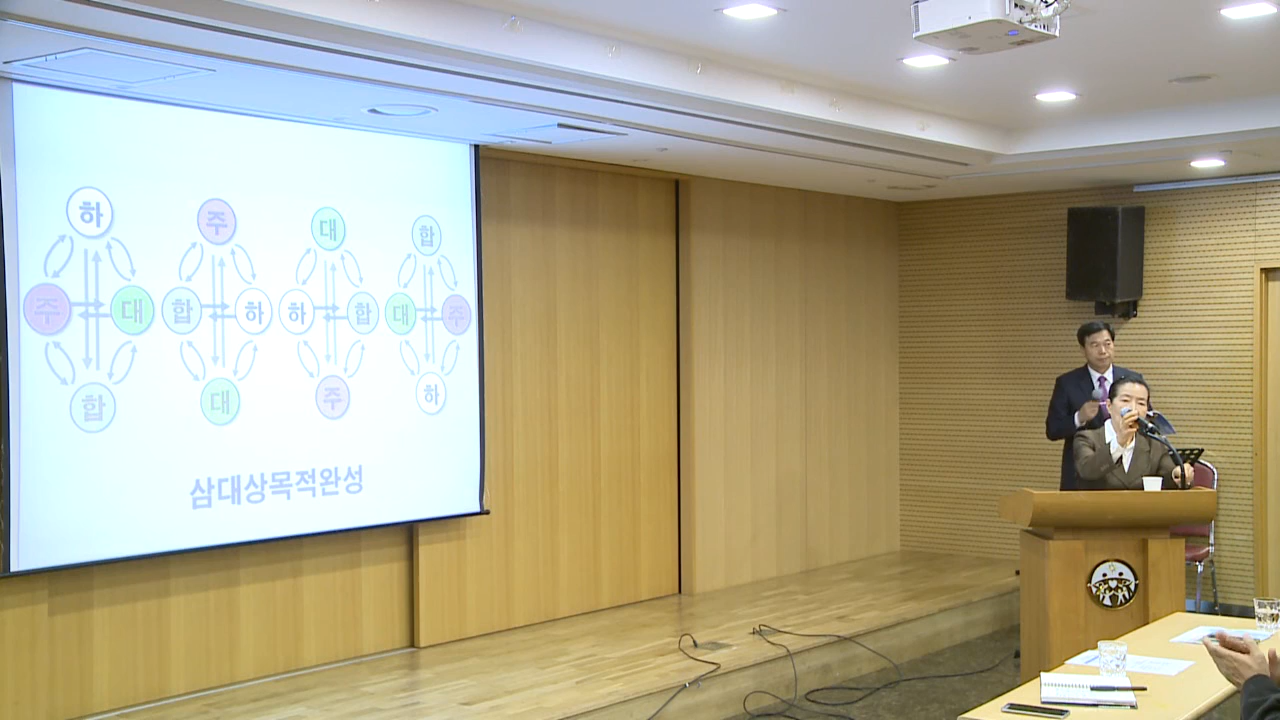 하 주 대 합
주 대 합 하 하 합 대 주
합 대 주 하
삼대상목적완성